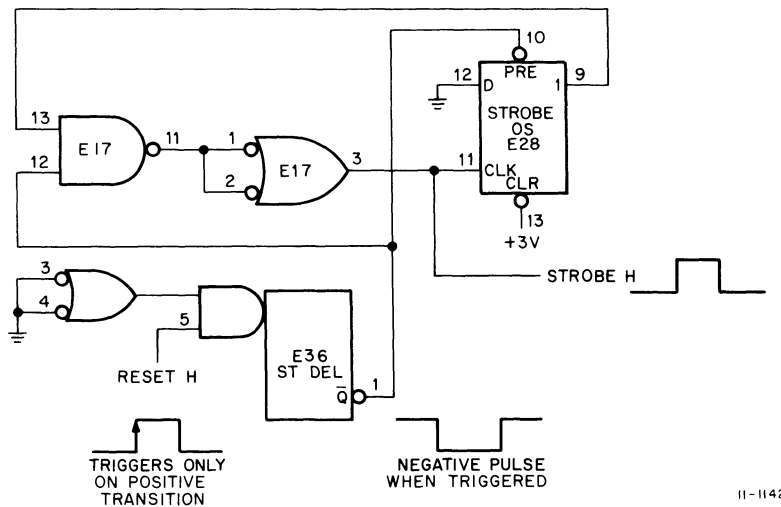 10
PRE
12
D
1
9
STROBE
OS
E28
13
E17
11
12
1
2
E17
3
11
CLK
CLR
13
+3V
STROBE H
3
4
5
RESET H
E36
ST DEL
Q̅
1
TRIGGERS ONLY
ON POSITIVE
TRANSITION
NEGATIVE PULSE
WHEN TRIGGERED